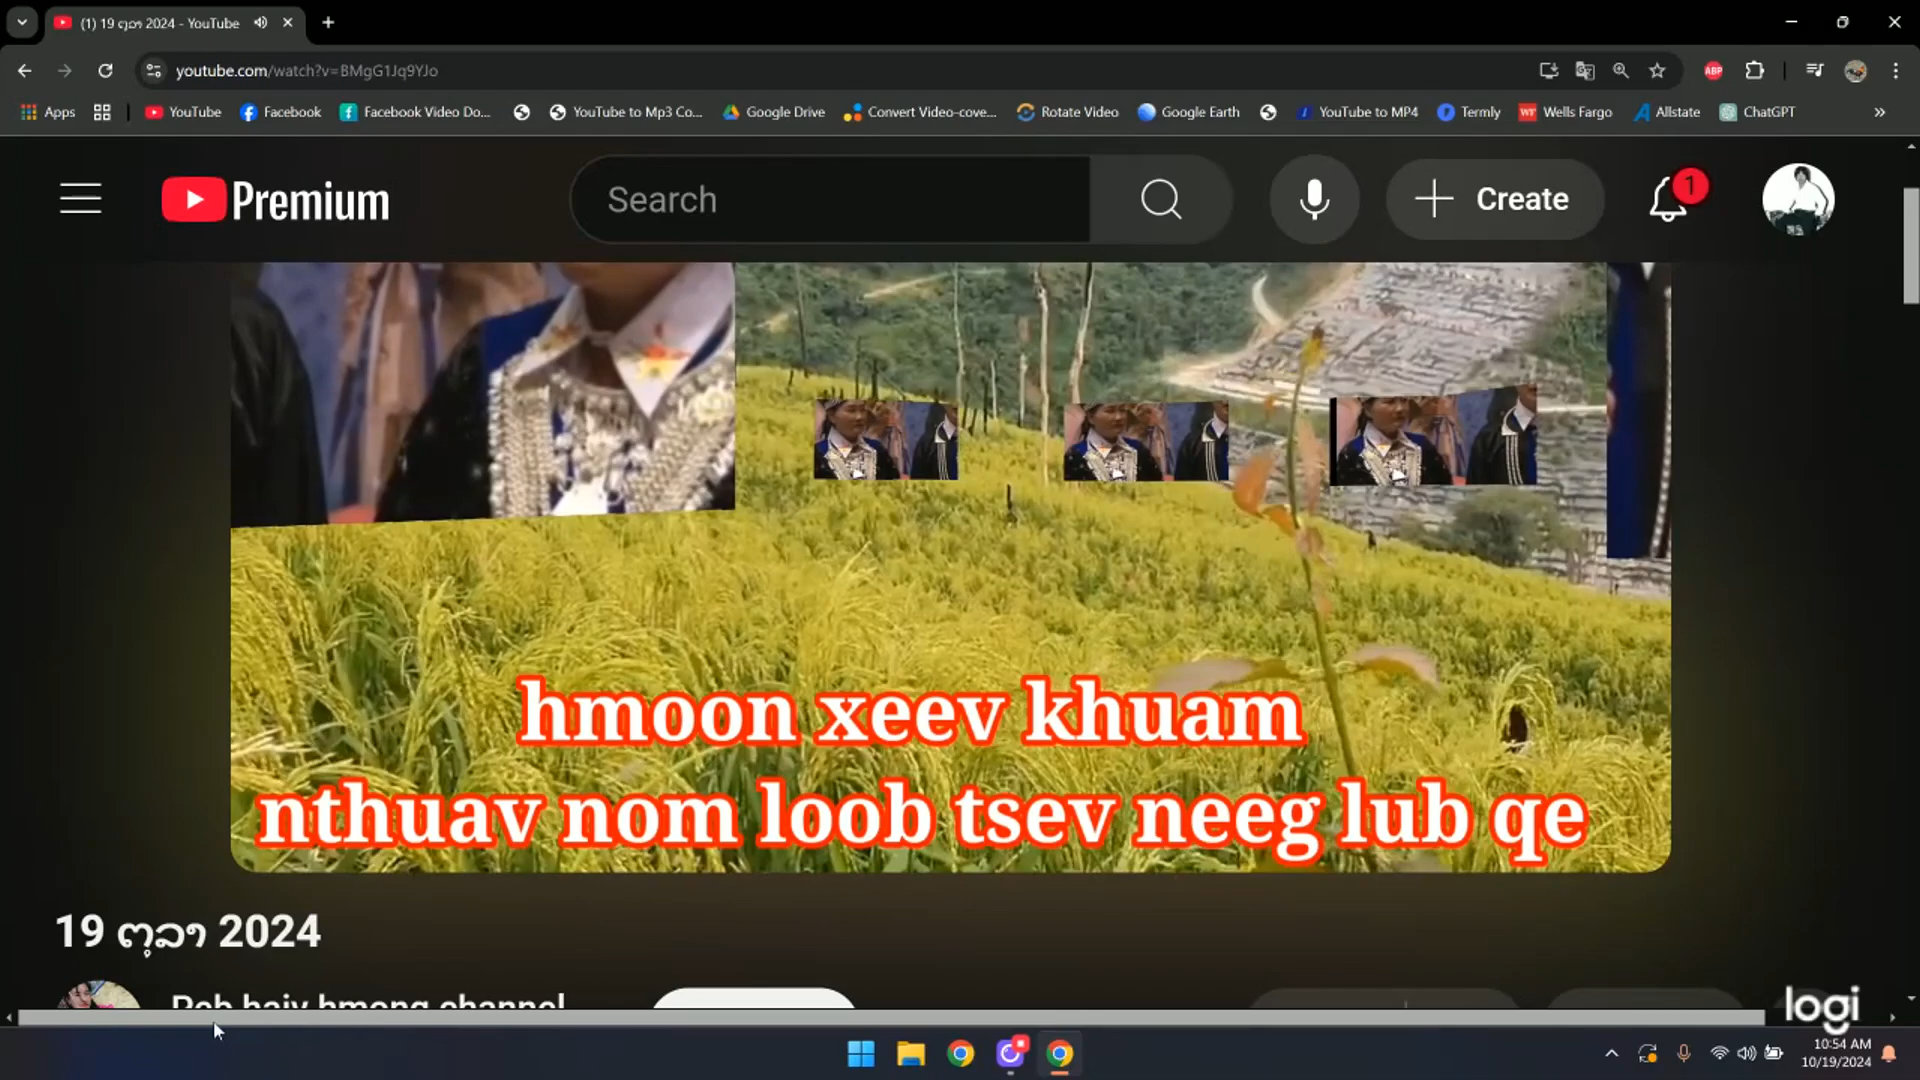 (1) 19 ຕຸລາ 2024 - YouTube
youtube.com/watch?v=BMgG1Jq9YJo
ABP
Apps YouTube Facebook Facebook Video Do... YouTube to Mp3 Co... Google Drive Convert Video-cove... Rotate Video Google Earth YouTube to MP4 Termly Wells Fargo Allstate ChatGPT
Premium Search Create 1
hmoon xeev khuam
nthuav nom loob tsev neeg lub qe
19 ຕຸລາ 2024
hmong channel
logi
10:54 AM
10/19/2024